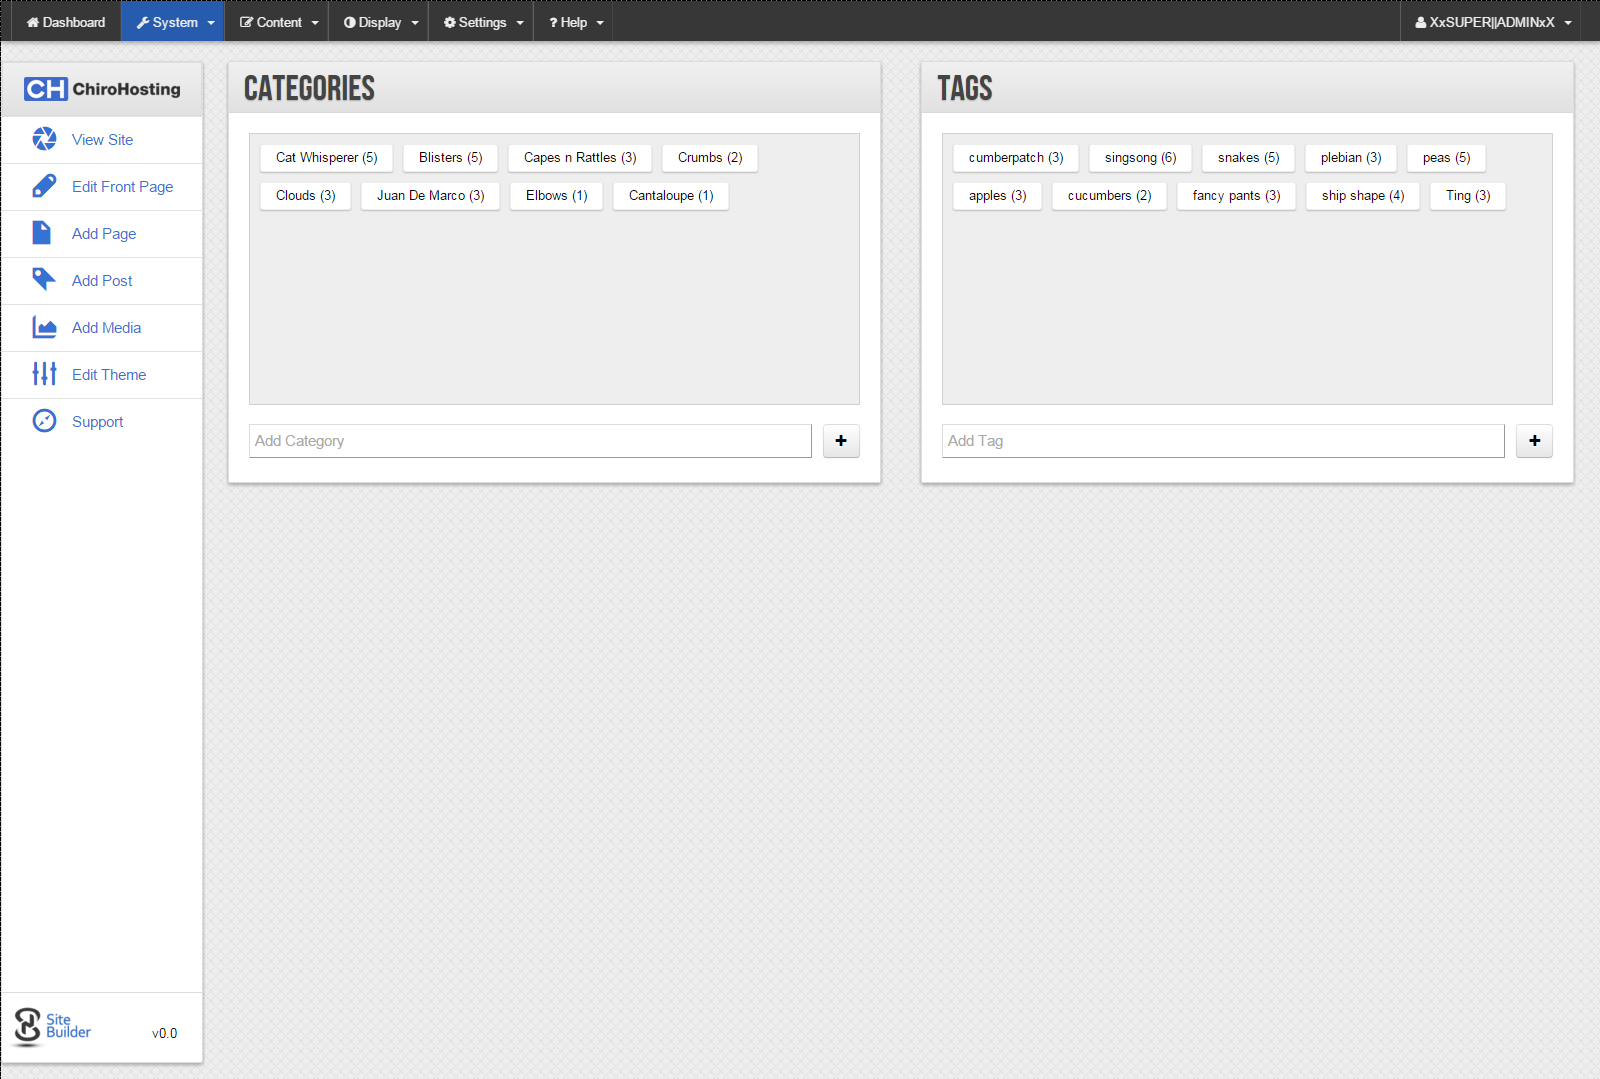 Dashboard System Content Display Settings ? Help XxSUPER||ADMINxX
CH ChiroHosting
View Site
Edit Front Page
Add Page
Add Post
Add Media
Edit Theme
Support
Site
Builder
v0.0
CATEGORIES
Cat Whisperer (5) Blisters (5) Capes n Rattles (3) Crumbs (2)
Clouds (3) Juan De Marco (3) Elbows (1) Cantaloupe (1)
Add Category +
TAGS
cumberpatch (3) singsong (6) snakes (5) plebian (3) peas (5)
apples (3) cucumbers (2) fancy pants (3) ship shape (4) Ting (3)
Add Tag +